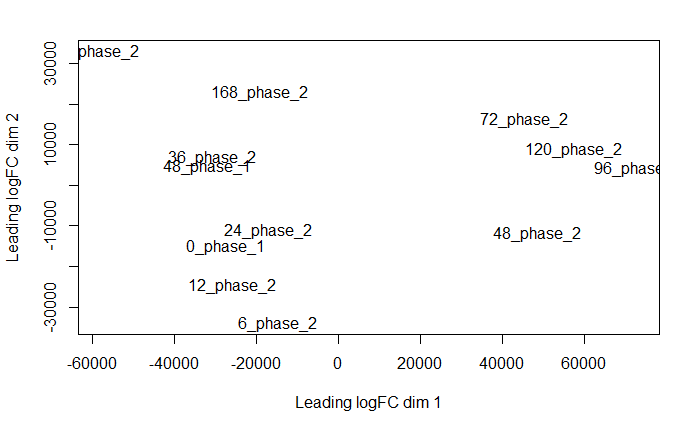 phase_2
168_phase_2
72_phase_2
120_phase_2
96_phase
36_phase_2
48_phase_1
24_phase_2
0_phase_1
48_phase_2
12_phase_2
6_phase_2
Leading logFC dim 2
30000
10000
-10000
-30000
-60000 -40000 -20000 0 20000 40000 60000
Leading logFC dim 1